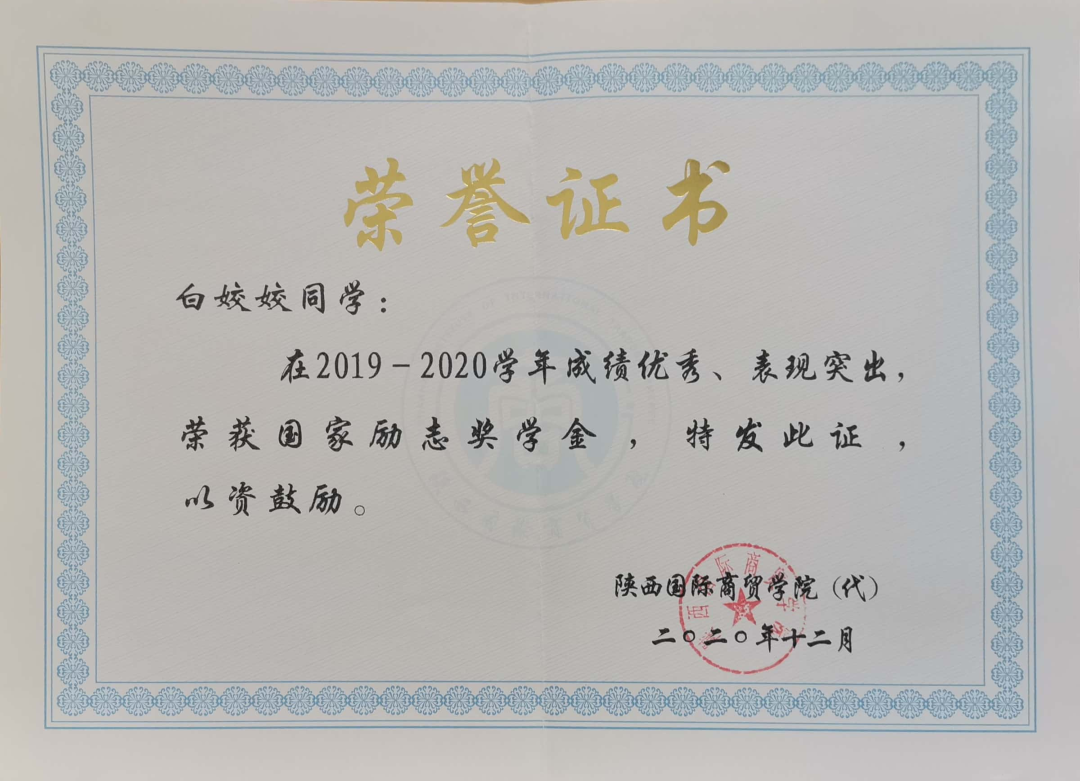 荣誉证书
白姣姣同学：
在2019－2020学年成绩优秀、表现突出，
荣获国家励志奖学金，特发此证，
以资鼓励。
陕西国际商贸学院（代）
二〇二〇年十二月